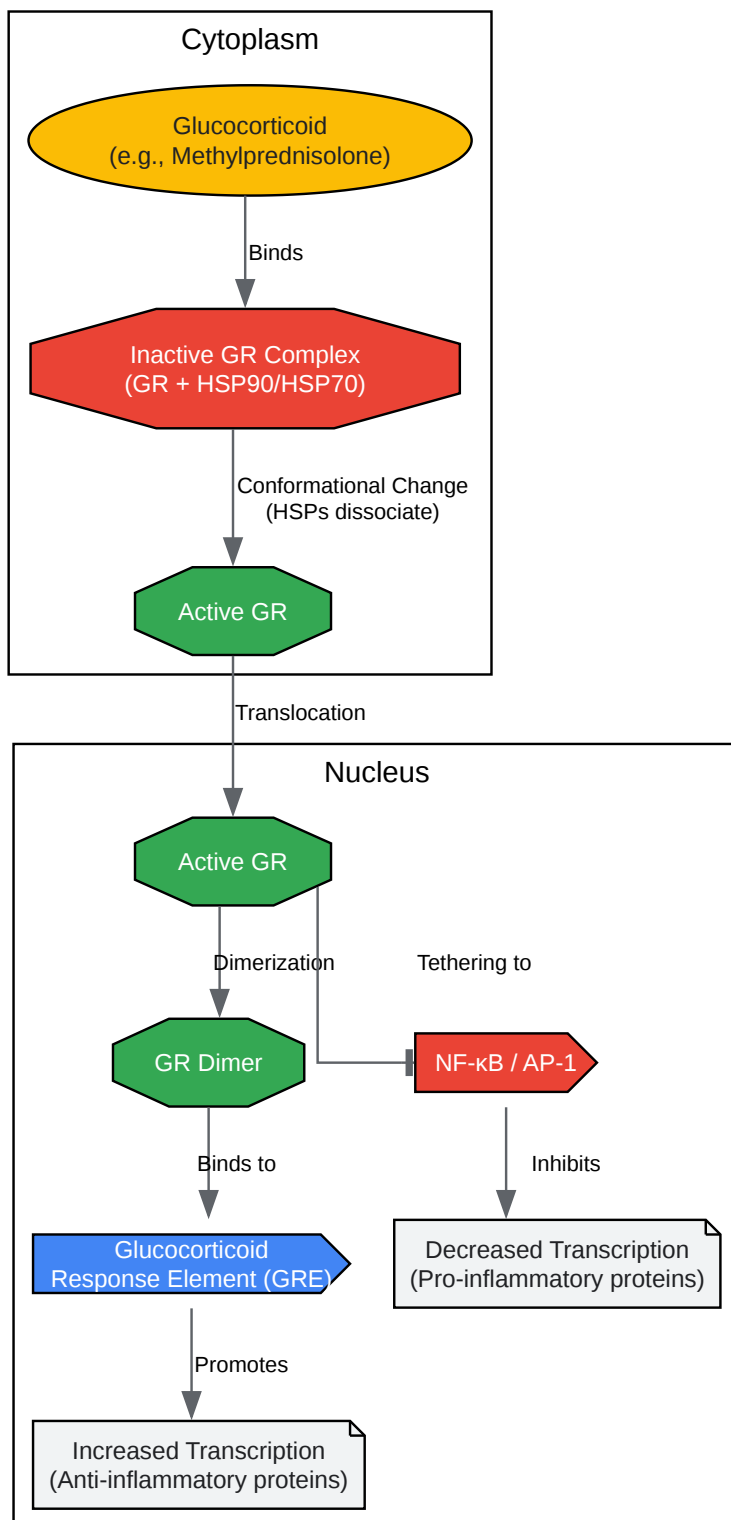 Cytoplasm
Glucocorticoid
(e.g., Methylprednisolone)
Binds
Inactive GR Complex
(GR + HSP90/HSP70)
Conformational Change
(HSPs dissociate)
Active GR
Translocation
Nucleus
Active GR
Dimerization
Tethering to
GR Dimer
NF-κB / AP-1
Binds to
Inhibits
Glucocorticoid
Response Element (GRE)
Decreased Transcription
(Pro-inflammatory proteins)
Promotes
Increased Transcription
(Anti-inflammatory proteins)